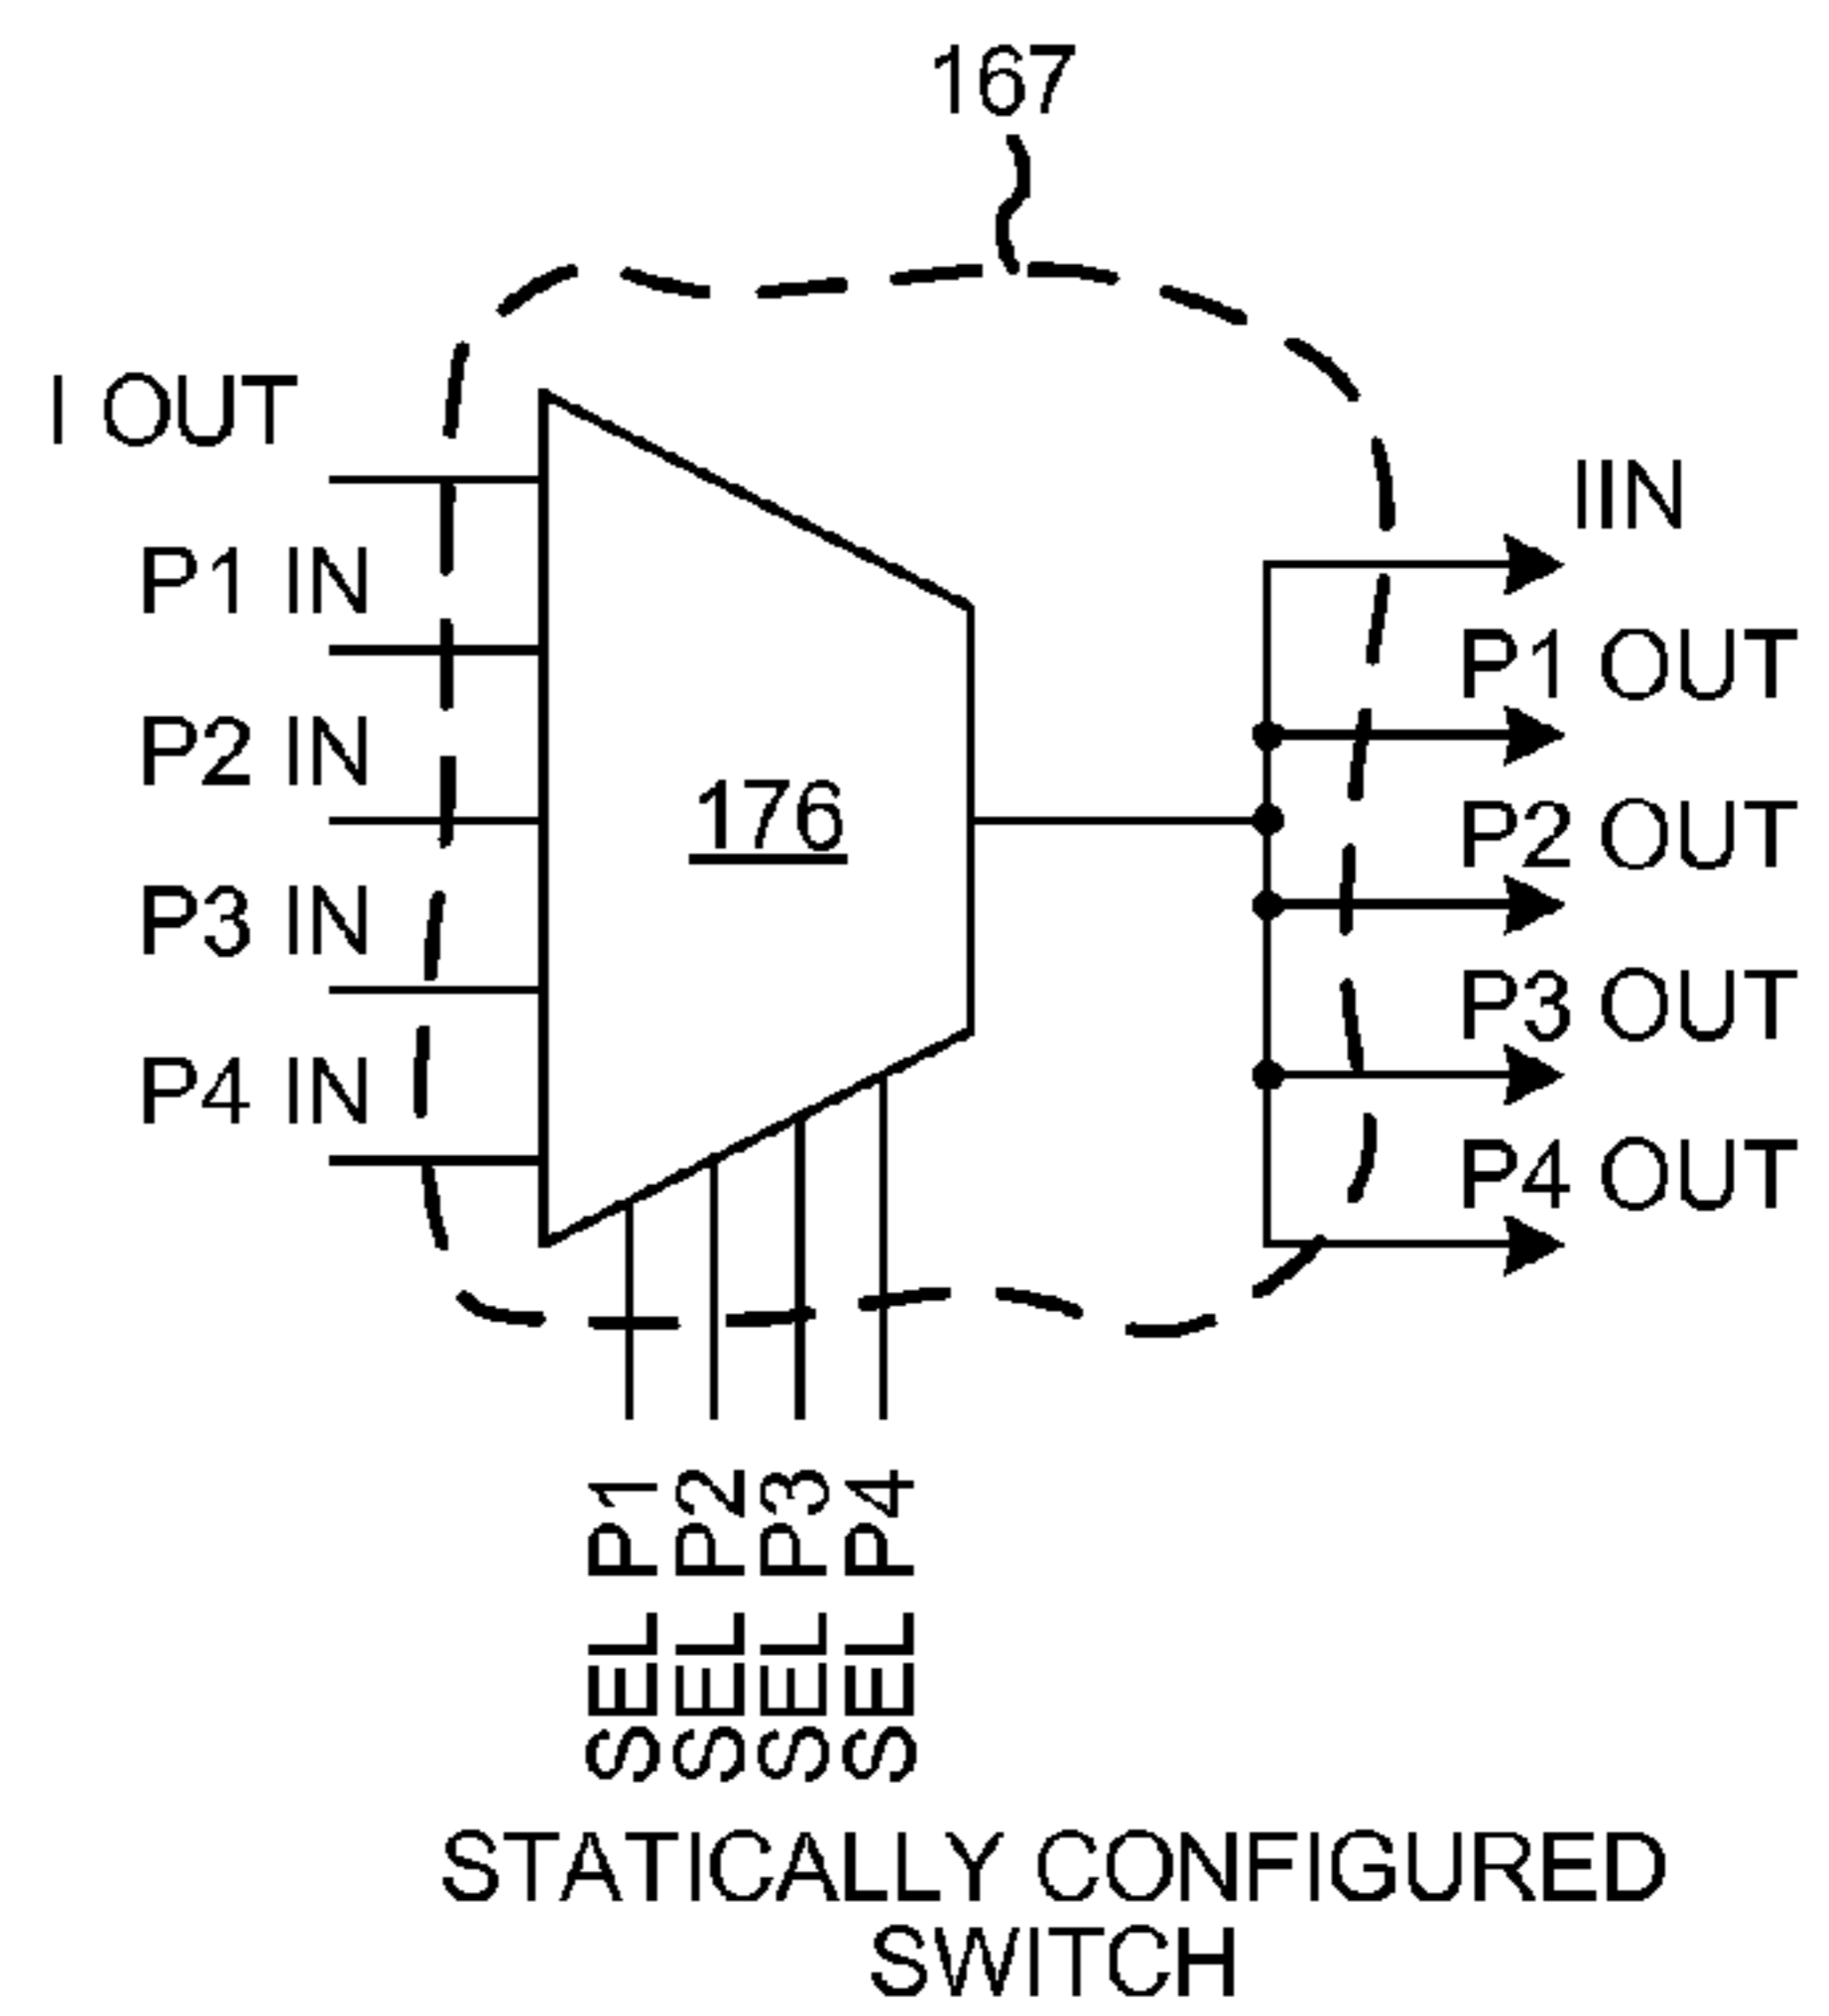 167
I OUT
IIN
P1 IN
P1 OUT
P2 IN
176
P2 OUT
P3 IN
P3 OUT
P4 IN
P4 OUT
SEL P1
SEL P2
SEL P3
SEL P4
STATICALLY CONFIGURED
SWITCH